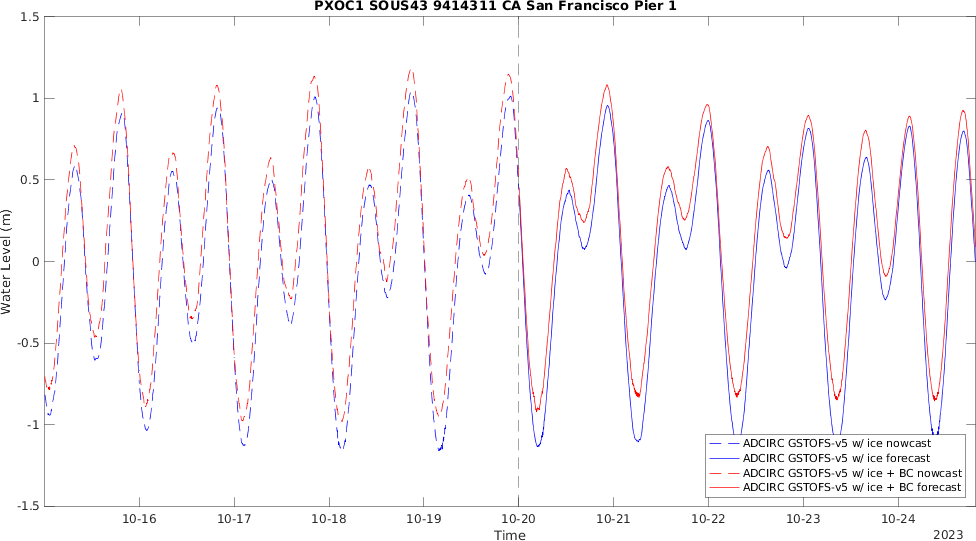 PXOC1 SOUS43 9414311 CA San Francisco Pier 1
1.5
1
0.5
0
-0.5
-1
-1.5
Water Level (m)
10-16
10-17
10-18
10-19
10-20
10-21
10-22
10-23
10-24
Time
2023
ADCIRC GSTOFS-v5 w/ ice nowcast
ADCIRC GSTOFS-v5 w/ ice forecast
ADCIRC GSTOFS-v5 w/ ice + BC nowcast
ADCIRC GSTOFS-v5 w/ ice + BC forecast